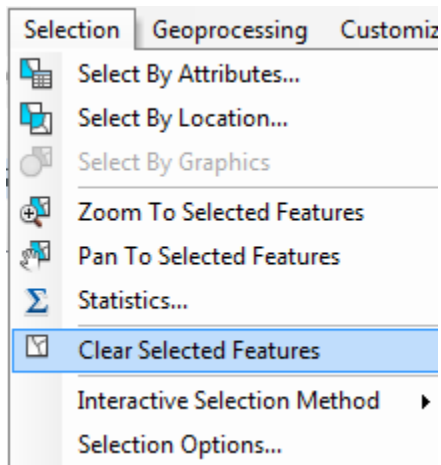 Selection Geoprocessing Customiz
Select By Attributes...
Select By Location...
Select By Graphics
Zoom To Selected Features
Pan To Selected Features
Statistics...
Clear Selected Features
Interactive Selection Method
Selection Options...